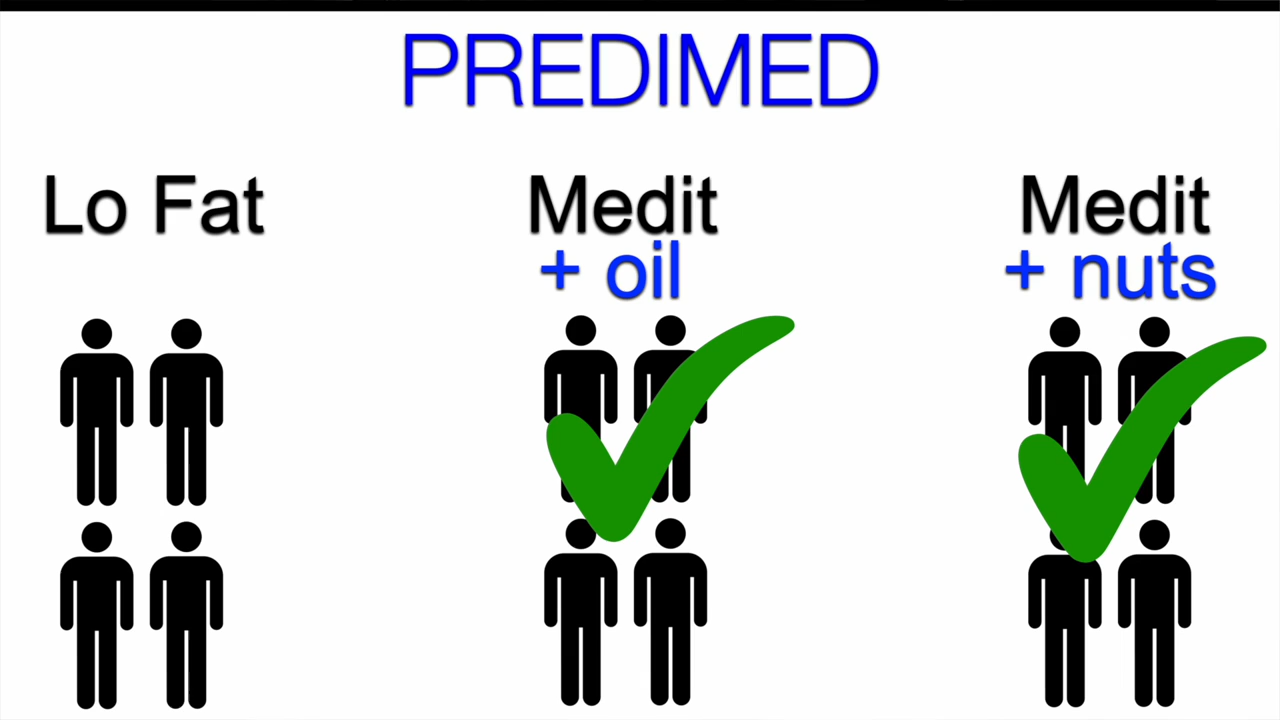 PREDIMED
Lo Fat
Medit
+ oil
Medit
+ nuts